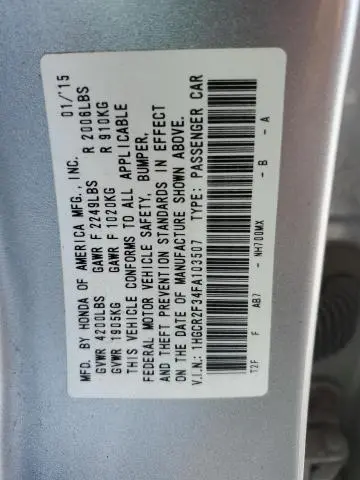 MFD. BY HONDA OF AMERICA MFG., INC. 01/'15
GVWR 4200LBS GAWR F 2249LBS R 2006LBS
GVWR 1905KG GAWR F 1020KG R 910KG
THIS VEHICLE CONFORMS TO ALL APPLICABLE
FEDERAL MOTOR VEHICLE SAFETY, BUMPER,
AND THEFT PREVENTION STANDARDS IN EFFECT
ON THE DATE OF MANUFACTURE SHOWN ABOVE.
V.I.N.: 1HGCR2F34FA103507 TYPE: PASSENGER CAR
T2F F AB7 - NH700MX - B - A